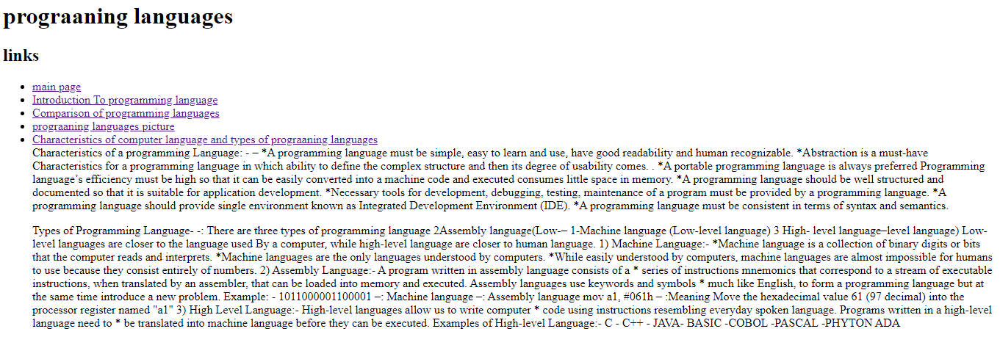 prograaning languages
links
main page
Introduction To programming language
Comparison of programming languages
prograaning languages picture
Characteristics of computer language and types of prograaning languages
Characteristics of a programming Language: - – *A programming language must be simple, easy to learn and use, have good readability and human recognizable. *Abstraction is a must-have
Characteristics for a programming language in which ability to define the complex structure and then its degree of usability comes. . *A portable programming language is always preferred Programming
language’s efficiency must be high so that it can be easily converted into a machine code and executed consumes little space in memory. *A programming language should be well structured and
documented so that it is suitable for application development. *Necessary tools for development, debugging, testing, maintenance of a program must be provided by a programming language. *A
programming language should provide single environment known as Integrated Development Environment (IDE). *A programming language must be consistent in terms of syntax and semantics.
Types of Programming Language- -: There are three types of programming language 2Assembly language(Low-– 1-Machine language (Low-level language) 3 High- level language–level language) Low-
level languages are closer to the language used By a computer, while high-level language are closer to human language. 1) Machine Language:- *Machine language is a collection of binary digits or bits
that the computer reads and interprets. *Machine languages are the only languages understood by computers. *While easily understood by computers, machine languages are almost impossible for humans
to use because they consist entirely of numbers. 2) Assembly Language:- A program written in assembly language consists of a * series of instructions mnemonics that correspond to a stream of executable
instructions, when translated by an assembler, that can be loaded into memory and executed. Assembly languages use keywords and symbols * much like English, to form a programming language but at
the same time introduce a new problem. Example: - 1011000001100001 –: Machine language –: Assembly language mov a1, #061h – :Meaning Move the hexadecimal value 61 (97 decimal) into the
processor register named "a1" 3) High Level Language:- High-level languages allow us to write computer * code using instructions resembling everyday spoken language. Programs written in a high-level
language need to * be translated into machine language before they can be executed. Examples of High-level Language:- C - C++ - JAVA- BASIC -COBOL -PASCAL -PHYTON ADA